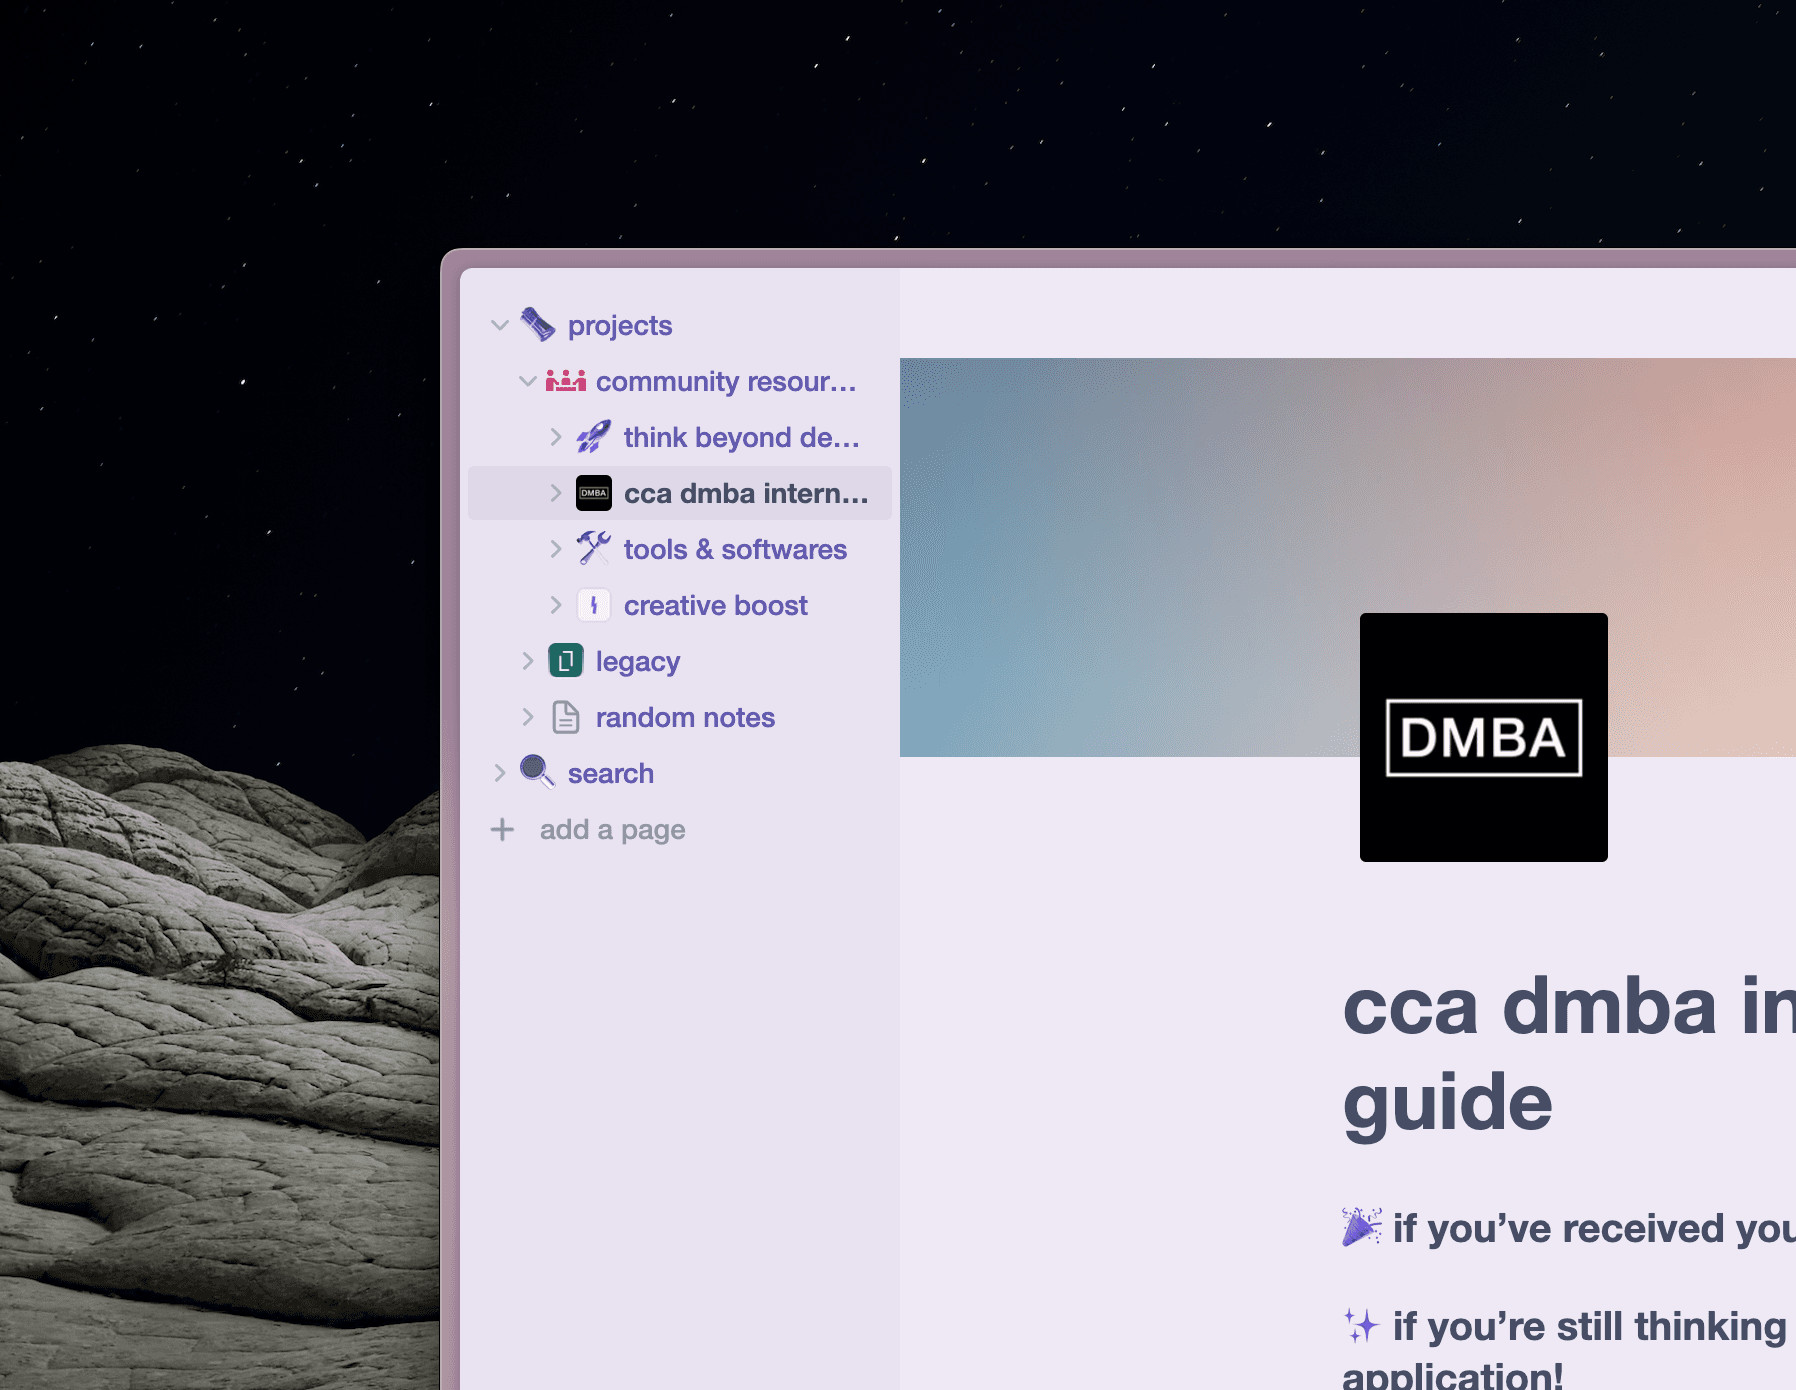 projects
community resour…
think beyond de…
DMBA
cca dmba intern…
tools & softwares
creative boost
legacy
random notes
search
add a page
DMBA
cca dmba in
guide
if you’ve received you
if you’re still thinking
application!